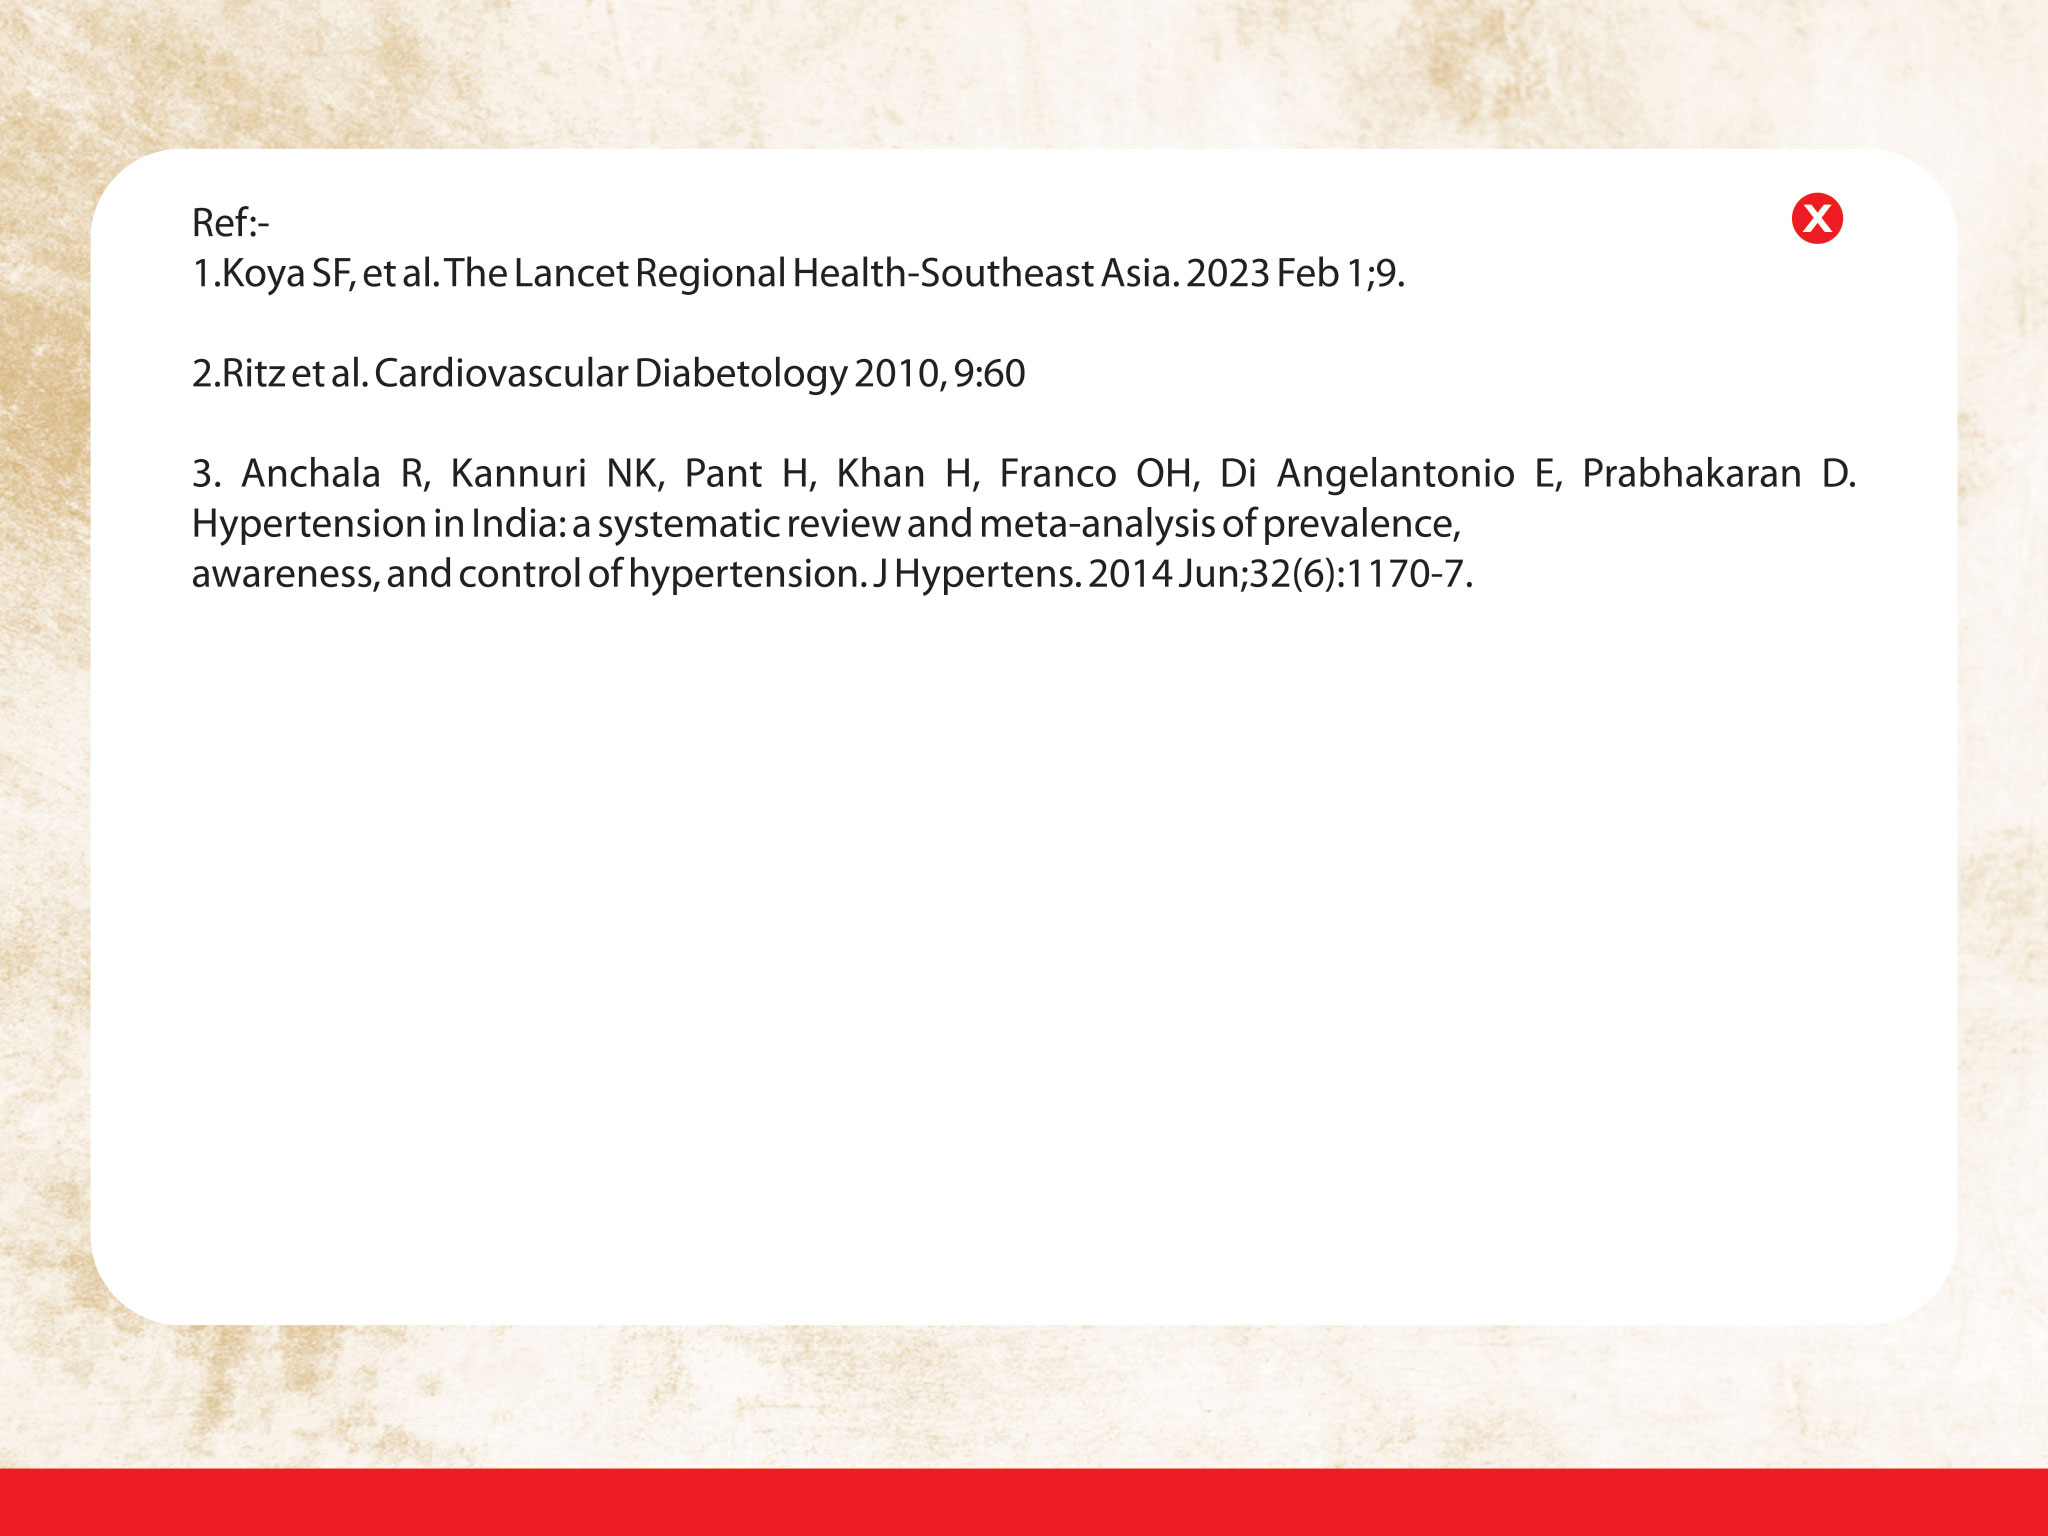 Ref:-
X
1.Koya SF, et al. The Lancet Regional Health-Southeast Asia. 2023 Feb 1;9.
2.Ritz et al. Cardiovascular Diabetology 2010, 9:60
3. Anchala R, Kannuri NK, Pant H, Khan H, Franco OH, Di Angelantonio E, Prabhakaran D.
Hypertension in India: a systematic review and meta-analysis of prevalence,
awareness, and control of hypertension. J Hypertens. 2014 Jun;32(6):1170-7.